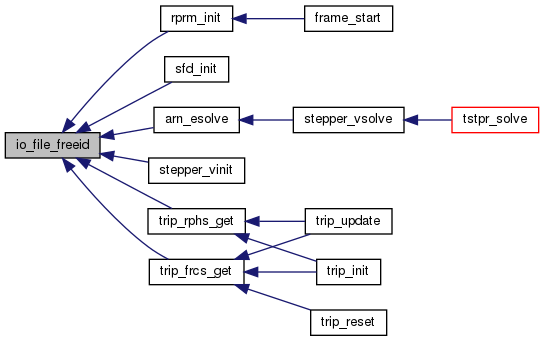 rprm_init
frame_start
sfd_init
arn_esolve
stepper_vsolve
tstpr_solve
io_file_freeid
stepper_vinit
trip_rphs_get
trip_update
trip_frcs_get
trip_init
trip_reset